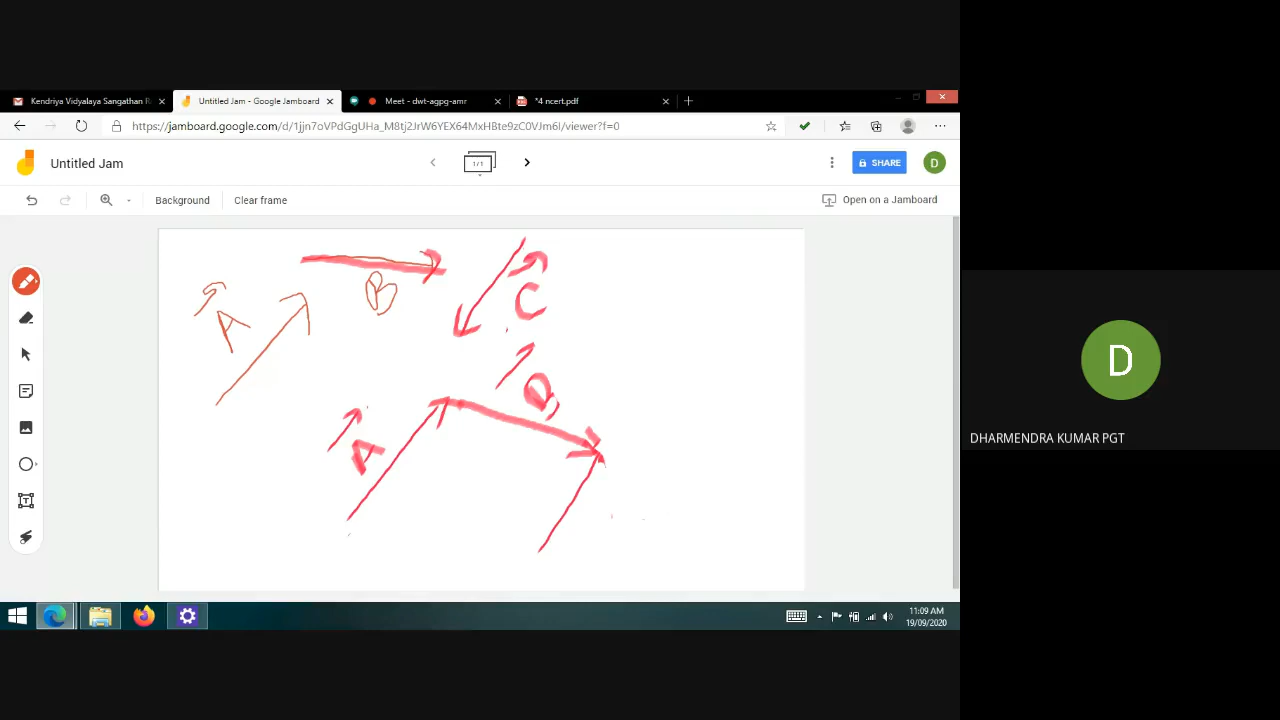 Kendriya Vidyalaya Sangathan R
Untitled Jam - Google Jamboard
Meet - dwt-agpg-amr
*4 ncert.pdf
https://jamboard.google.com/d/1jjn7oVPdGgUHa_M8tj2JrW6YEX64MxHBte9zC0VJm6I/viewer?f=0
Untitled Jam
1/1
SHARE
D
Background
Clear frame
Open on a Jamboard
A
B
C
A
D
DHARMENDRA KUMAR PGT
11:09 AM
19/09/2020